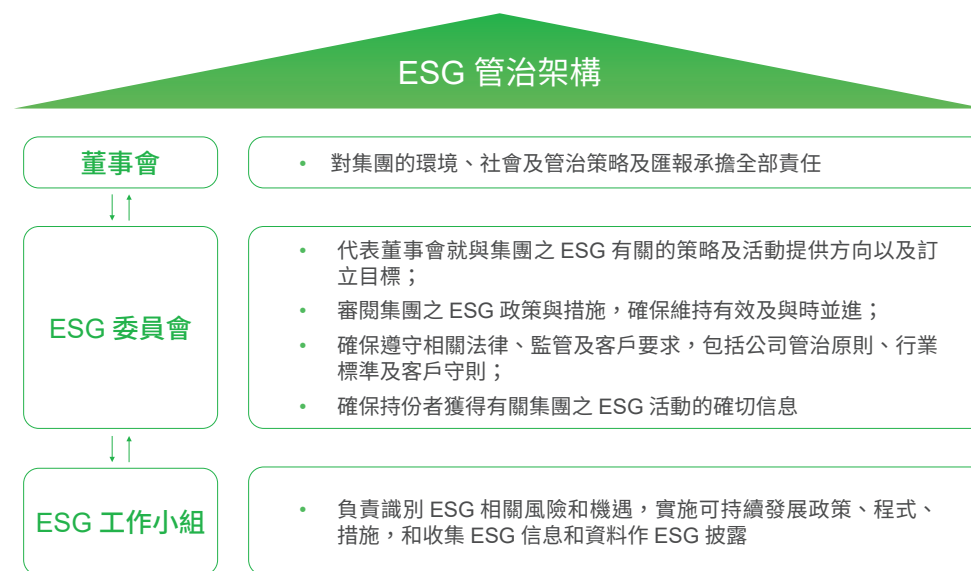 ESG 管治架構
董事會
• 對集團的環境、社會及管治策略及匯報承擔全部責任
ESG 委員會
• 代表董事會就與集團之 ESG 有關的策略及活動提供方向以及訂
立目標；
• 審閱集團之 ESG 政策與措施，確保維持有效及與時並進；
• 確保遵守相關法律、監管及客戶要求，包括公司管治原則、行業
標準及客戶守則；
• 確保持份者獲得有關集團之 ESG 活動的確切信息
ESG 工作小組
• 負責識別 ESG 相關風險和機遇，實施可持續發展政策、程式、
措施，和收集 ESG 信息和資料作 ESG 披露